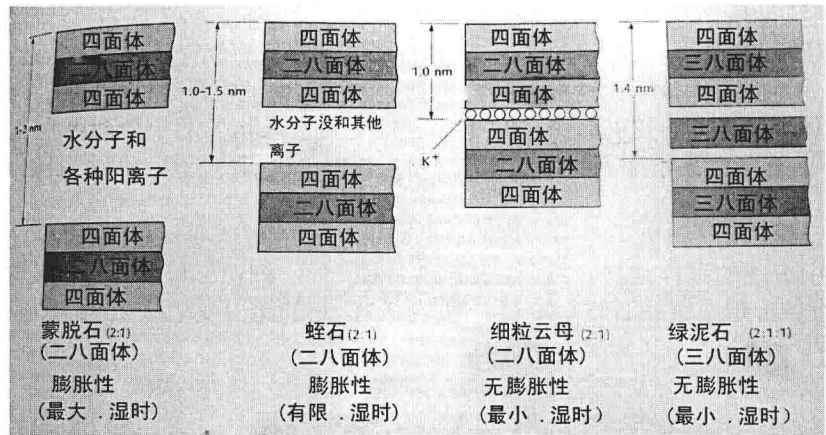 四面体
二八面体
四面体
1-2 nm
水分子和
各种阳离子
四面体
二八面体
四面体
蒙脱石 (2:1)
(二八面体)
膨胀性
(最大 . 湿时)
四面体
二八面体
四面体
1.0-1.5 nm
水分子没和其他
离子
四面体
二八面体
四面体
蛭石 (2:1)
(二八面体)
膨胀性
(有限 . 湿时)
四面体
二八面体
四面体
1.0 nm
K+
四面体
二八面体
四面体
细粒云母 (2:1)
(二八面体)
无膨胀性
(最小 . 湿时)
四面体
三八面体
四面体
1.4 nm
三八面体
四面体
三八面体
四面体
绿泥石 (2:1:1)
(三八面体)
无膨胀性
(最小 . 湿时)